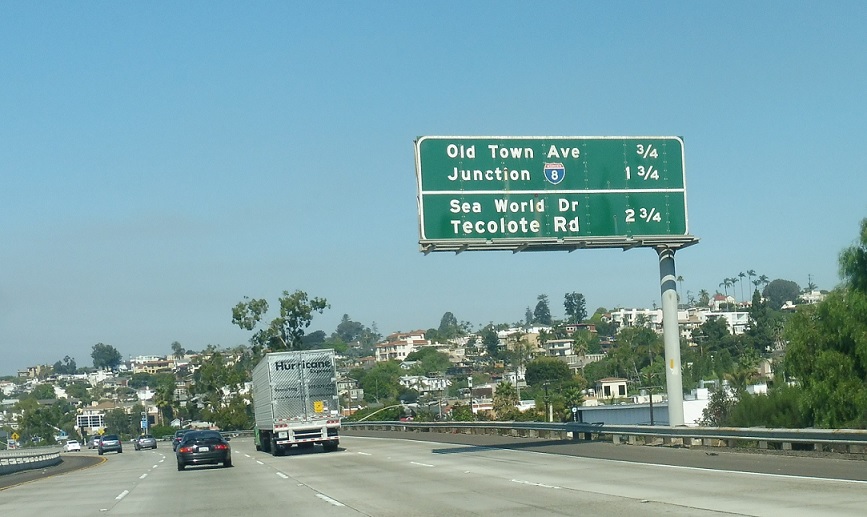 Old Town Ave 3/4
Junction 8 1 3/4
Sea World Dr
Tecolote Rd 2 3/4
Hurricane